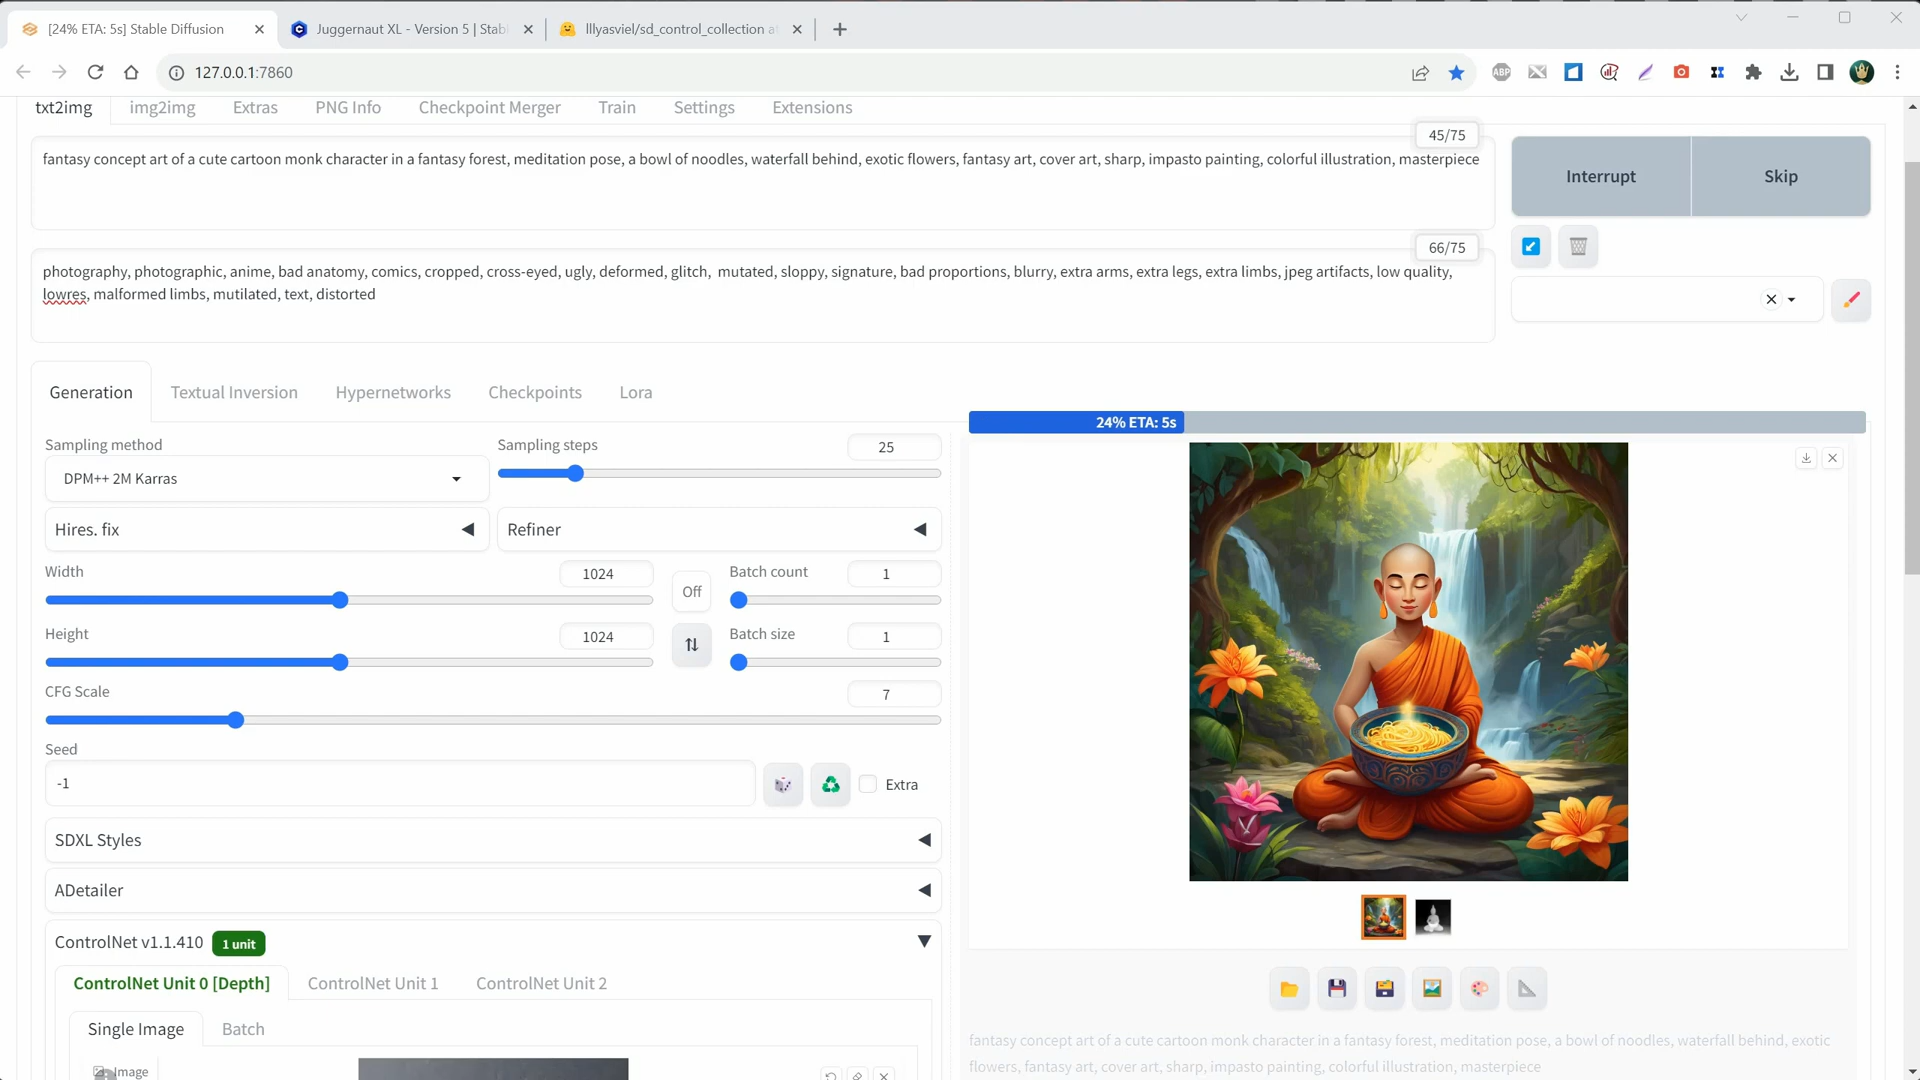 [24% ETA: 5s] Stable Diffusion
Juggernaut XL - Version 5 | Stab
lllyasviel/sd_control_collection a
127.0.0.1:7860
ABP
txt2img
img2img
Extras
PNG Info
Checkpoint Merger
Train
Settings
Extensions
45/75
fantasy concept art of a cute cartoon monk character in a fantasy forest, meditation pose, a bowl of noodles, waterfall behind, exotic flowers, fantasy art, cover art, sharp, impasto painting, colorful illustration, masterpiece
Interrupt
Skip
66/75
photography, photographic, anime, bad anatomy, comics, cropped, cross-eyed, ugly, deformed, glitch, mutated, sloppy, signature, bad proportions, blurry, extra arms, extra legs, extra limbs, jpeg artifacts, low quality,
lowres, malformed limbs, mutilated, text, distorted
Generation
Textual Inversion
Hypernetworks
Checkpoints
Lora
24% ETA: 5s
Sampling method
Sampling steps
25
DPM++ 2M Karras
Hires. fix
Refiner
Width
1024
Off
Batch count
1
Height
1024
Batch size
1
CFG Scale
7
Seed
-1
Extra
SDXL Styles
ADetailer
ControlNet v1.1.410
1 unit
ControlNet Unit 0 [Depth]
ControlNet Unit 1
ControlNet Unit 2
Single Image
Batch
Image
fantasy concept art of a cute cartoon monk character in a fantasy forest, meditation pose, a bowl of noodles, waterfall behind, exotic
flowers, fantasy art, cover art, sharp, impasto painting, colorful illustration, masterpiece